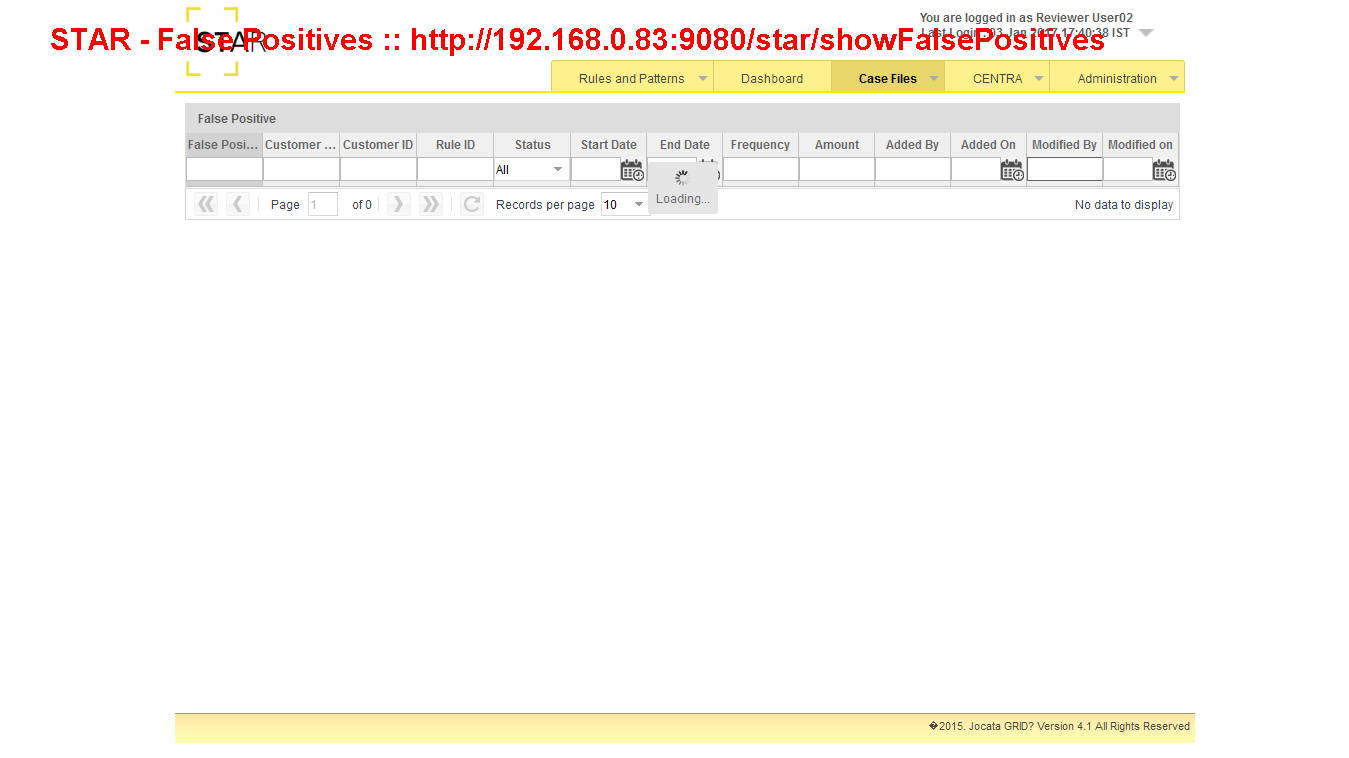 You are logged in as Reviewer User02
STAR
STAR - False Positives :: http://192.168.0.83:9080/star/showFalsePositives
Last Login : 03 Jan 2017 17:40:38 IST
Rules and Patterns Dashboard Case Files CENTRA Administration
False Positive
False Posi... Customer ... Customer ID Rule ID Status Start Date End Date Frequency Amount Added By Added On Modified By Modified on
All
Loading...
Page 1 of 0 Records per page 10 No data to display
�2015. Jocata GRID? Version 4.1 All Rights Reserved